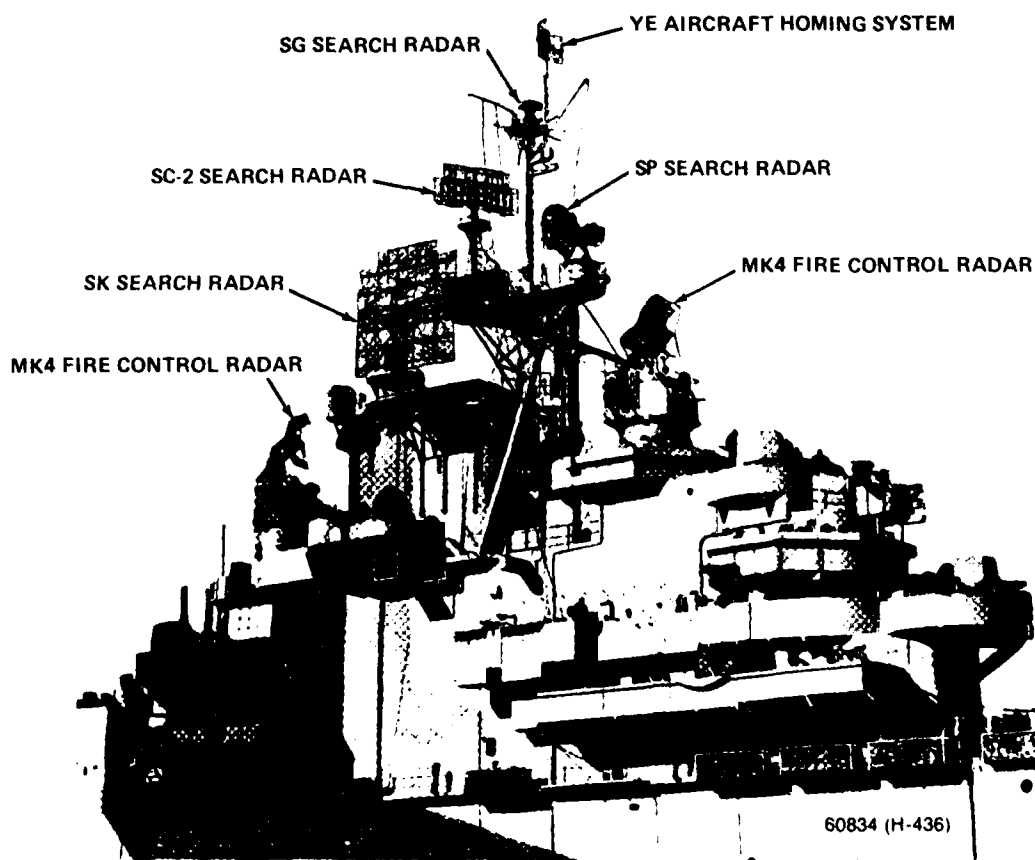 YE AIRCRAFT HOMING SYSTEM
SG SEARCH RADAR
SC-2 SEARCH RADAR
SP SEARCH RADAR
MK4 FIRE CONTROL RADAR
SK SEARCH RADAR
MK4 FIRE CONTROL RADAR
60834 (H-436)